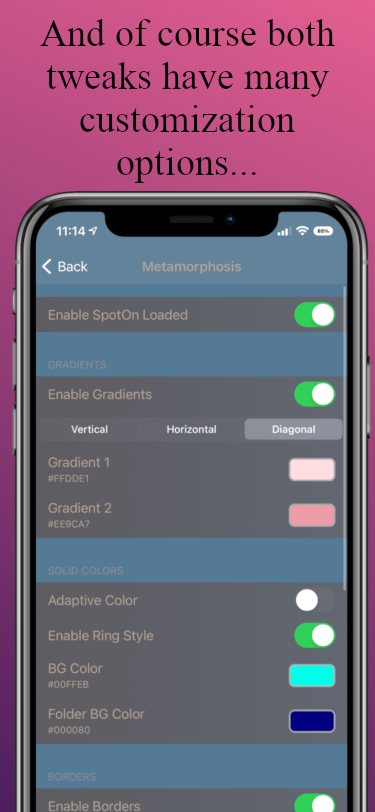 And of course both
tweaks have many
customization
options...
11:14
85%
Back
Metamorphosis
Enable SpotOn Loaded
GRADIENTS
Enable Gradients
Vertical Horizontal Diagonal
Gradient 1
#FFDDE1
Gradient 2
#EE9CA7
SOLID COLORS
Adaptive Color
Enable Ring Style
BG Color
#00FFEB
Folder BG Color
#000080
BORDERS
Enable Borders